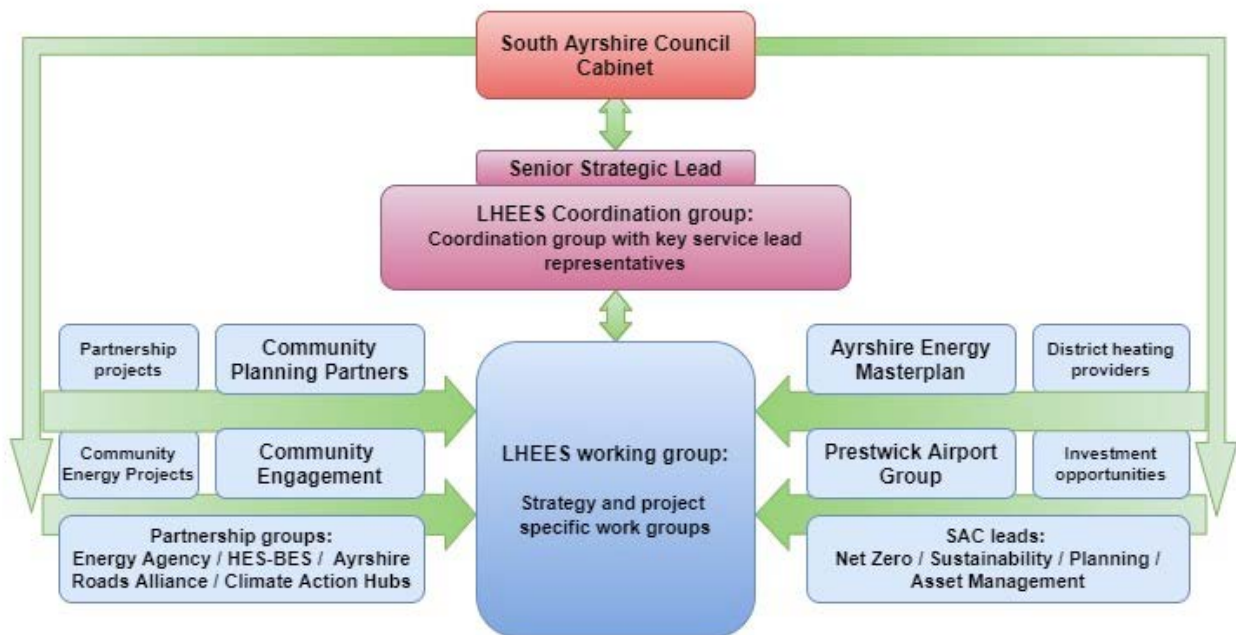 South Ayrshire Council
Cabinet
Senior Strategic Lead
LHEES Coordination group:
Coordination group with key service lead
representatives
Partnership
projects
Community
Planning Partners
Ayrshire Energy
Masterplan
District heating
providers
Community
Energy Projects
Community
Engagement
LHEES working group:
Strategy and project
specific work groups
Prestwick Airport
Group
Investment
opportunities
Partnership groups:
Energy Agency / HES-BES / Ayrshire
Roads Alliance / Climate Action Hubs
SAC leads:
Net Zero / Sustainability / Planning /
Asset Management